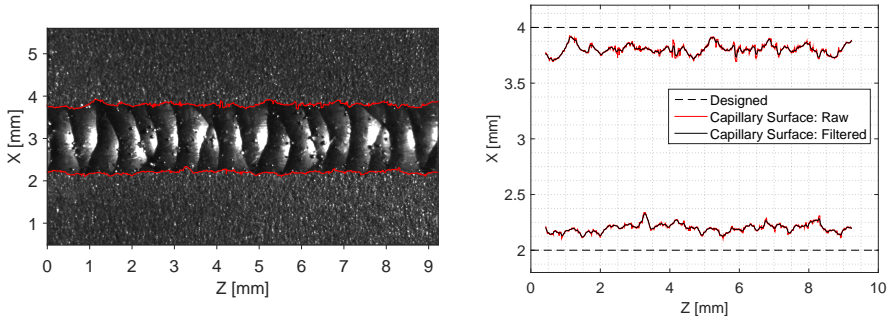 X [mm]
5
4
3
2
1
0 1 2 3 4 5 6 7 8 9
Z [mm]
X [mm]
4
3.5
3
2.5
2
Designed
Capillary Surface: Raw
Capillary Surface: Filtered
0 2 4 6 8 10
Z [mm]